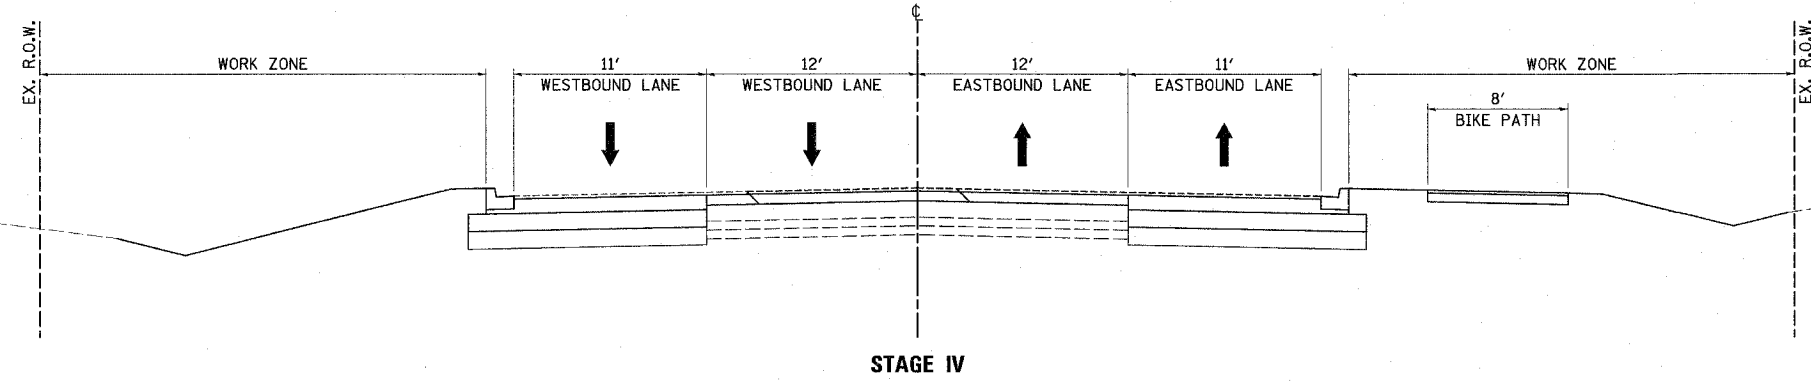 ℄
EX. R.O.W.
WORK ZONE
11'
WESTBOUND LANE
12'
WESTBOUND LANE
12'
EASTBOUND LANE
11'
EASTBOUND LANE
WORK ZONE
8'
BIKE PATH
EX. R.O.W.
STAGE IV